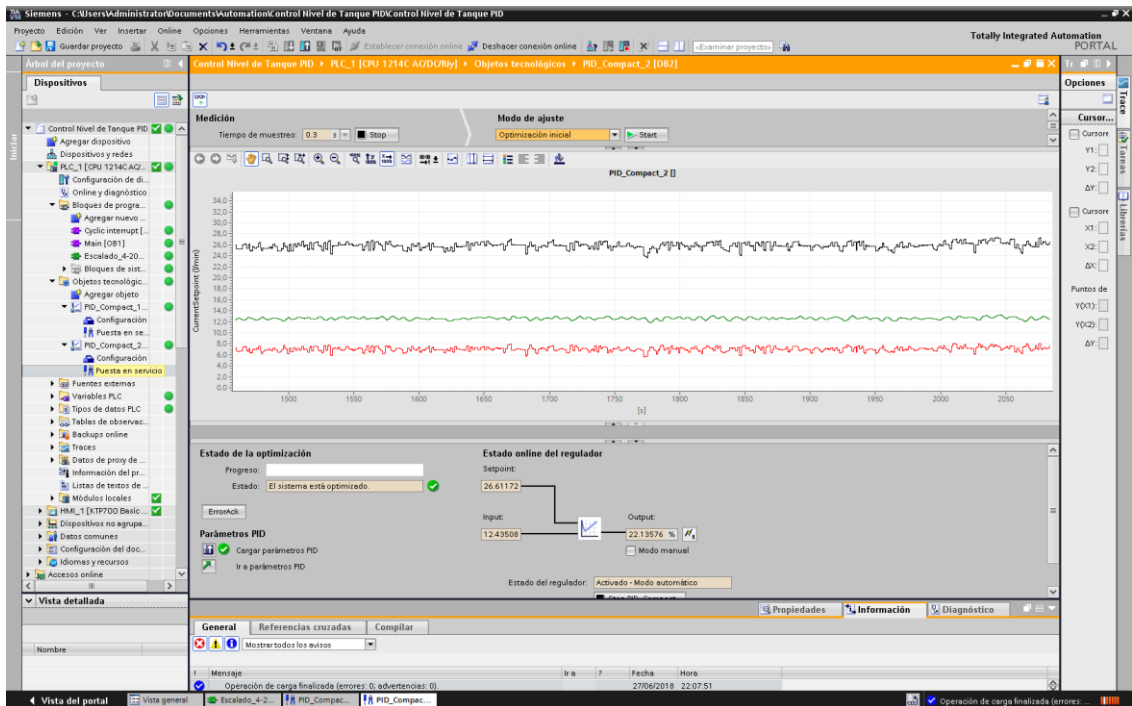 Siemens - C:\Users\Administrator\Documents\Automation\Control Nivel de Tanque PID\Control Nivel de Tanque PID
Proyecto Edición Ver Insertar Online Opciones Herramientas Ventana Ayuda
Totally Integrated Automation
PORTAL
Guardar proyecto
Establecer conexión online
Deshacer conexión online
<Examinar proyecto>
Árbol del proyecto
Control Nivel de Tanque PID PLC_1 [CPU 1214C AC/DC/Rly] Objetos tecnológicos PID_Compact_2 [DB2]
Tr
Dispositivos
Opciones
Iniciar
Control Nivel de Tanque PID
Agregar dispositivo
Dispositivos y redes
PLC_1 [CPU 1214C AC/...
Configuración de di...
Online y diagnóstico
Bloques de progra...
Agregar nuevo ...
Cyclic interrupt [...
Main [OB1]
Escalado_4-20...
Bloques de sist...
Objetos tecnológic...
Agregar objeto
PID_Compact_1...
Configuración
Puesta en se...
PID_Compact_2...
Configuración
Puesta en servicio
Fuentes externas
Variables PLC
Tipos de datos PLC
Tablas de observac...
Backups online
Traces
Datos de proxy de ...
Información del pr...
Listas de textos de ...
Módulos locales
HMI_1 [KTP700 Basic ...
Dispositivos no agrupa...
Datos comunes
Configuración del doc...
Idiomas y recursos
Accesos online
Vista detallada
Nombre
Medición
Modo de ajuste
Tiempo de muestreo: 0.3 s Stop
Optimización inicial Start
PID_Compact_2 []
CurrentSetpoint (l/min)
34,0
32,0
30,0
28,0
26,0
24,0
22,0
20,0
18,0
16,0
14,0
12,0
10,0
8,0
6,0
4,0
2,0
0,0
1500 1550 1600 1650 1700 1750 1800 1850 1900 1950 2000 2050
[s]
Estado de la optimización
Progreso:
Estado: El sistema está optimizado.
ErrorAck
Parámetros PID
Cargar parámetros PID
Ir a parámetros PID
Estado online del regulador
Setpoint:
26.61172
Input:
12.43508
Output:
22.13576 %
Modo manual
Estado del regulador: Activado - Modo automático
Stop PID_Compact
Cursor...
Cursore
Y1:
Y2:
ΔY:
Cursore
X1:
X2:
ΔX:
Puntos de
Y(X1):
Y(X2):
ΔY:
Trace
Tareas
Librerías
Propiedades Información Diagnóstico
General Referencias cruzadas Compilar
Mostrar todos los avisos
! Mensaje Ir a ? Fecha Hora
Operación de carga finalizada (errores: 0; advertencias: 0). 27/06/2018 22:07:51
Vista del portal Vista general Escalado_4-2... PID_Compac... PID_Compac...
Operación de carga finalizada (errores: ...